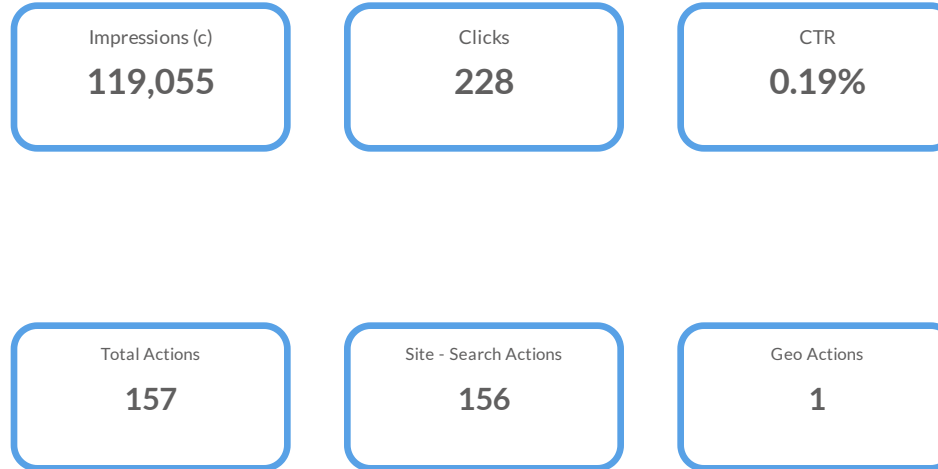 Impressions (c)
119,055
Clicks
228
CTR
0.19%
Total Actions
157
Site - Search Actions
156
Geo Actions
1